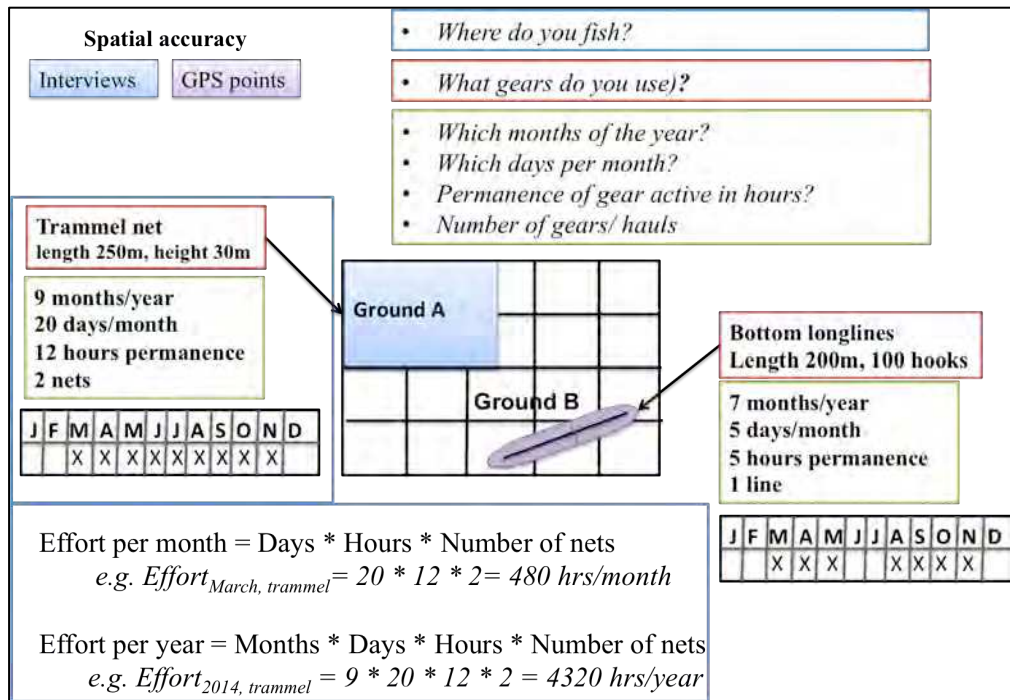 Spatial accuracy
Interviews GPS points
• Where do you fish?
• What gears do you use)?
• Which months of the year?
• Which days per month?
• Permanence of gear active in hours?
• Number of gears/ hauls
Trammel net
length 250m, height 30m
9 months/year
20 days/month
12 hours permanence
2 nets
J F M A M J J A S O N D
X X X X X X X X X
Ground A
Ground B
Bottom longlines
Length 200m, 100 hooks
7 months/year
5 days/month
5 hours permanence
1 line
J F M A M J J A S O N D
X X X X X X X
Effort per month = Days * Hours * Number of nets
e.g. Effort March, trammel = 20 * 12 * 2= 480 hrs/month
Effort per year = Months * Days * Hours * Number of nets
e.g. Effort 2014, trammel = 9 * 20 * 12 * 2 = 4320 hrs/year